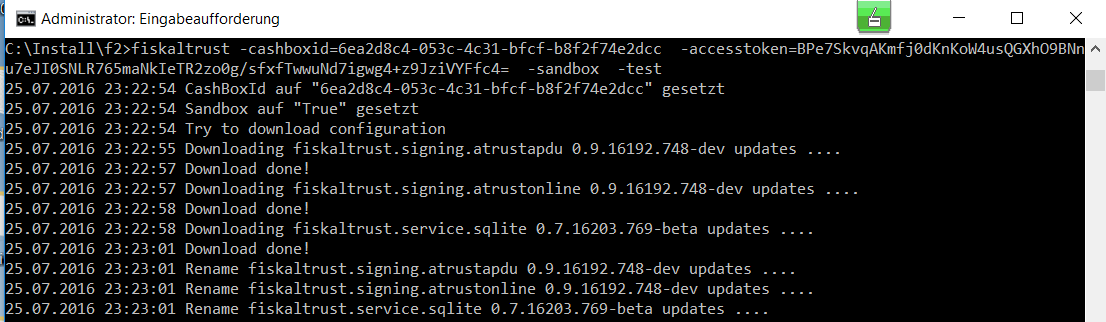 Administrator: Eingabeaufforderung
C:\Install\f2>fiskaltrust -cashboxid=6ea2d8c4-053c-4c31-bfcf-b8f2f74e2dcc  -accesstoken=BPe7SkvqAKmfj0dKnKoW4usQGXhO9BNn
u7eJI0SNLR765maNkIeTR2zo0g/sfxfTwwuNd7igwg4+z9JziVYFfc4=  -sandbox  -test
25.07.2016 23:22:54 CashBoxId auf "6ea2d8c4-053c-4c31-bfcf-b8f2f74e2dcc" gesetzt
25.07.2016 23:22:54 Sandbox auf "True" gesetzt
25.07.2016 23:22:54 Try to download configuration
25.07.2016 23:22:55 Downloading fiskaltrust.signing.atrustapdu 0.9.16192.748-dev updates ....
25.07.2016 23:22:57 Download done!
25.07.2016 23:22:57 Downloading fiskaltrust.signing.atrustonline 0.9.16192.748-dev updates ....
25.07.2016 23:22:58 Download done!
25.07.2016 23:22:58 Downloading fiskaltrust.service.sqlite 0.7.16203.769-beta updates ....
25.07.2016 23:23:01 Download done!
25.07.2016 23:23:01 Rename fiskaltrust.signing.atrustapdu 0.9.16192.748-dev updates ....
25.07.2016 23:23:01 Rename fiskaltrust.signing.atrustonline 0.9.16192.748-dev updates ....
25.07.2016 23:23:01 Rename fiskaltrust.service.sqlite 0.7.16203.769-beta updates ....